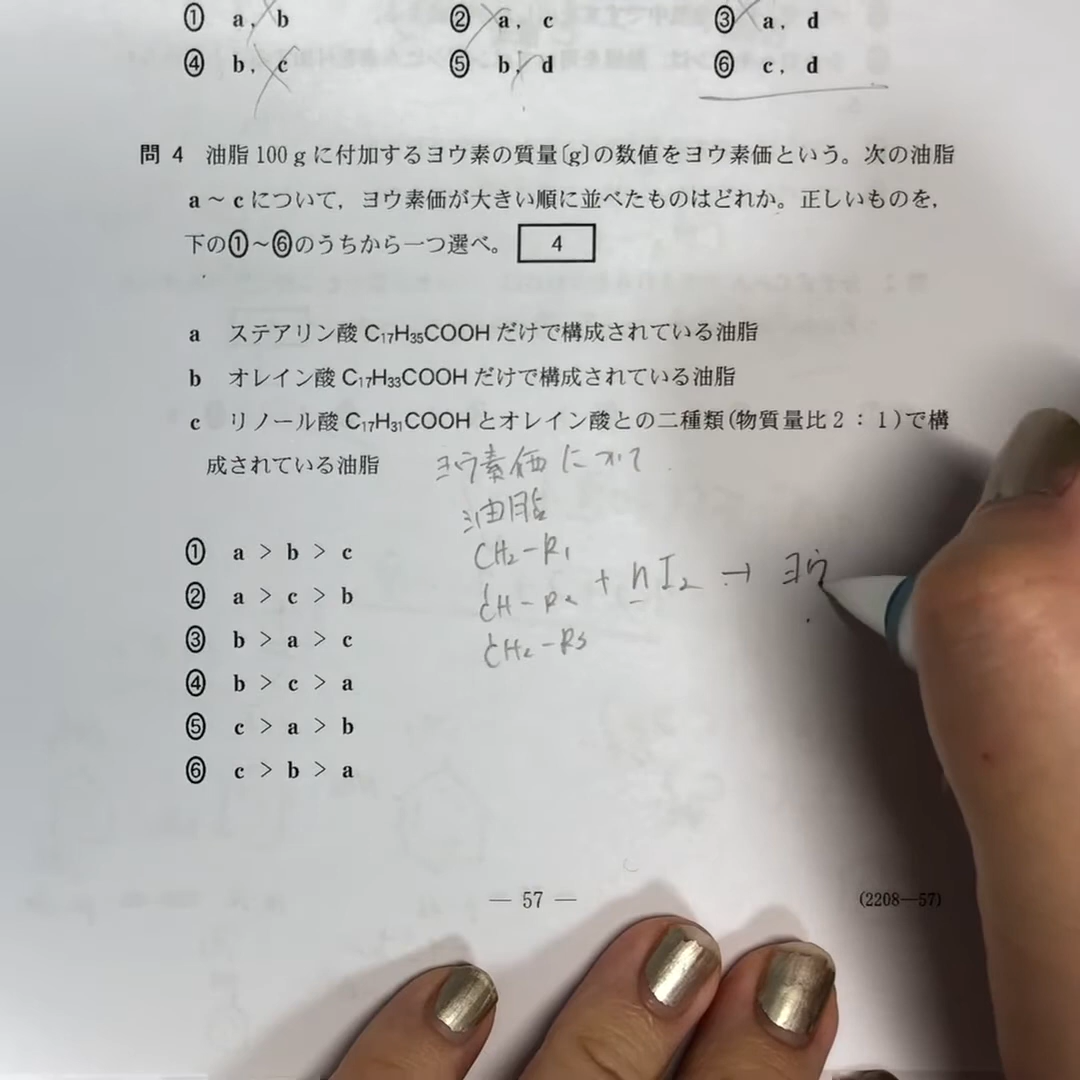 ① a, b ② a, c ③ a, d
④ b, c ⑤ b, d ⑥ c, d
問4 油脂100gに付加するヨウ素の質量〔g〕の数値をヨウ素価という。次の油脂
a～cについて，ヨウ素価が大きい順に並べたものはどれか。正しいものを，
下の①～⑥のうちから一つ選べ。 4
a ステアリン酸 C₁₇H₃₅COOH だけで構成されている油脂
b オレイン酸 C₁₇H₃₃COOH だけで構成されている油脂
c リノール酸 C₁₇H₃₁COOH とオレイン酸との二種類(物質量比2：1)で構
成されている油脂
ヨウ素価について
油脂
CH₂-R₁
CH-R₂ + nI₂ → ヨウ
CH₂-R₃
① a > b > c
② a > c > b
③ b > a > c
④ b > c > a
⑤ c > a > b
⑥ c > b > a
― 57 ―
(2208―57)